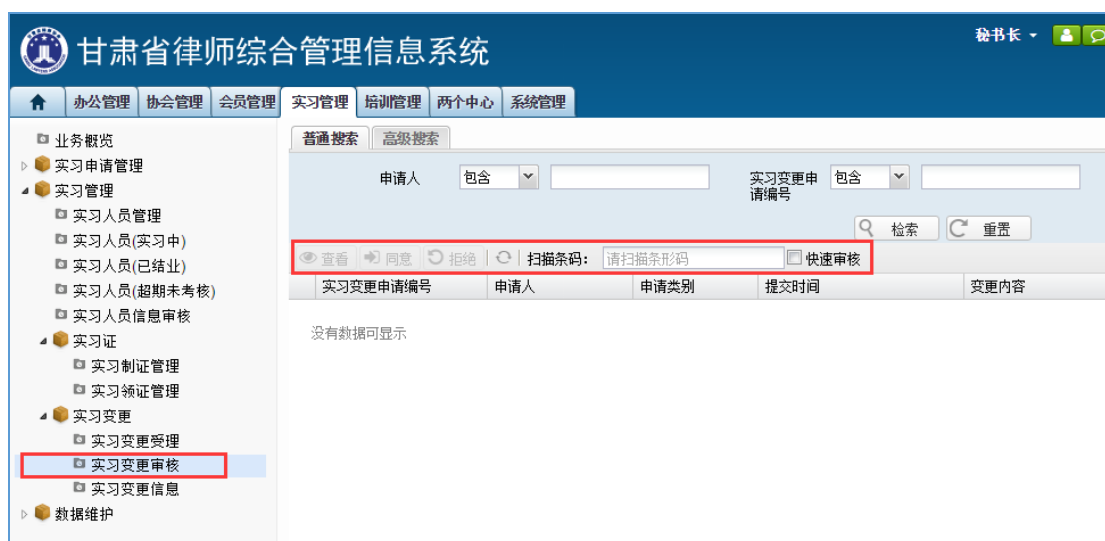 甘肃省律师综合管理信息系统
秘书长
办公管理 协会管理 会员管理 实习管理 培训管理 两个中心 系统管理
业务概览
实习申请管理
实习管理
实习人员管理
实习人员(实习中)
实习人员(已结业)
实习人员(超期未考核)
实习人员信息审核
实习证
实习制证管理
实习领证管理
实习变更
实习变更受理
实习变更审核
实习变更信息
数据维护
普通搜索 高级搜索
申请人 包含 实习变更申 包含
请编号
检索 重置
查看 同意 拒绝 扫描条码: 请扫描条形码 快速审核
实习变更申请编号 申请人 申请类别 提交时间 变更内容
没有数据可显示